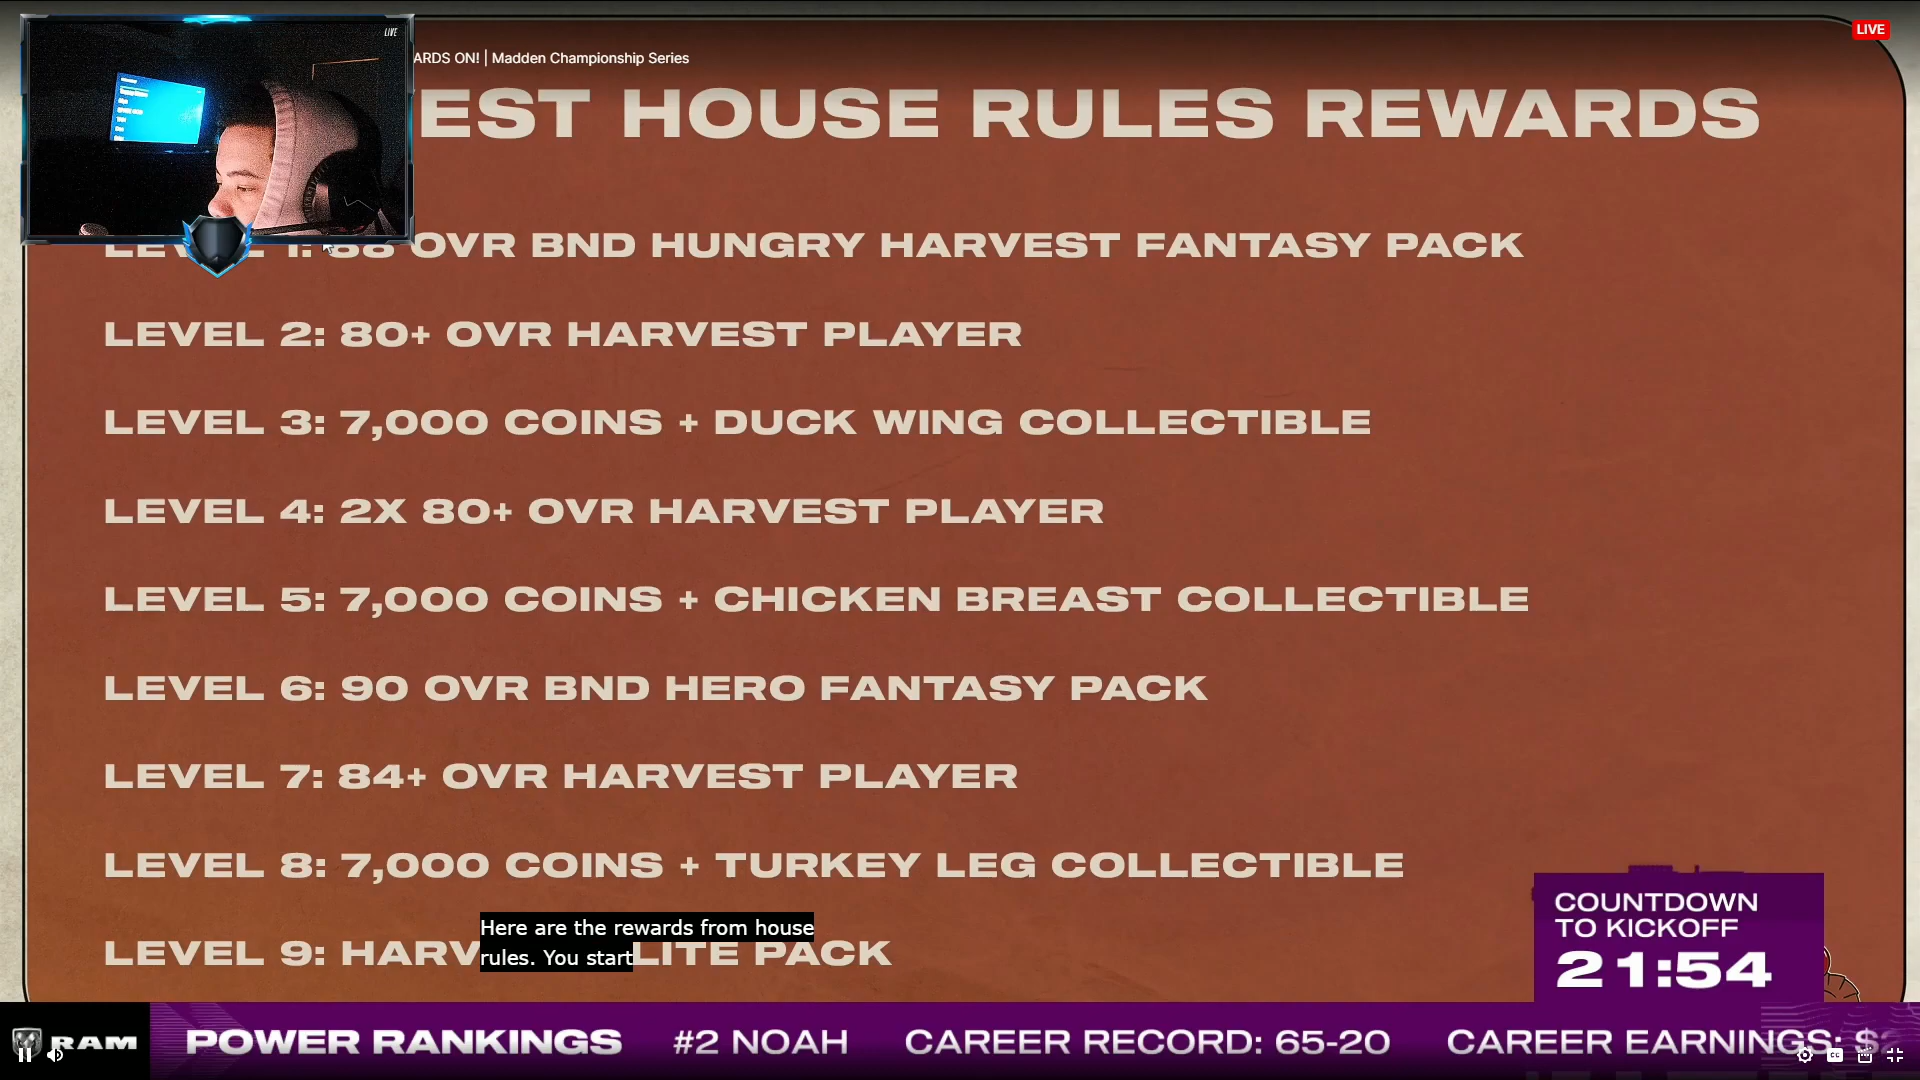 LIVE
LIVE
ARDS ON! | Madden Championship Series
EST HOUSE RULES REWARDS
LEVEL 1: 88 OVR BND HUNGRY HARVEST FANTASY PACK
LEVEL 2: 80+ OVR HARVEST PLAYER
LEVEL 3: 7,000 COINS + DUCK WING COLLECTIBLE
LEVEL 4: 2X 80+ OVR HARVEST PLAYER
LEVEL 5: 7,000 COINS + CHICKEN BREAST COLLECTIBLE
LEVEL 6: 90 OVR BND HERO FANTASY PACK
LEVEL 7: 84+ OVR HARVEST PLAYER
LEVEL 8: 7,000 COINS + TURKEY LEG COLLECTIBLE
LEVEL 9: HARV LITE PACK
Here are the rewards from house
rules. You start
COUNTDOWN
TO KICKOFF
21:54
RAM POWER RANKINGS #2 NOAH CAREER RECORD: 65-20 CAREER EARNINGS: $